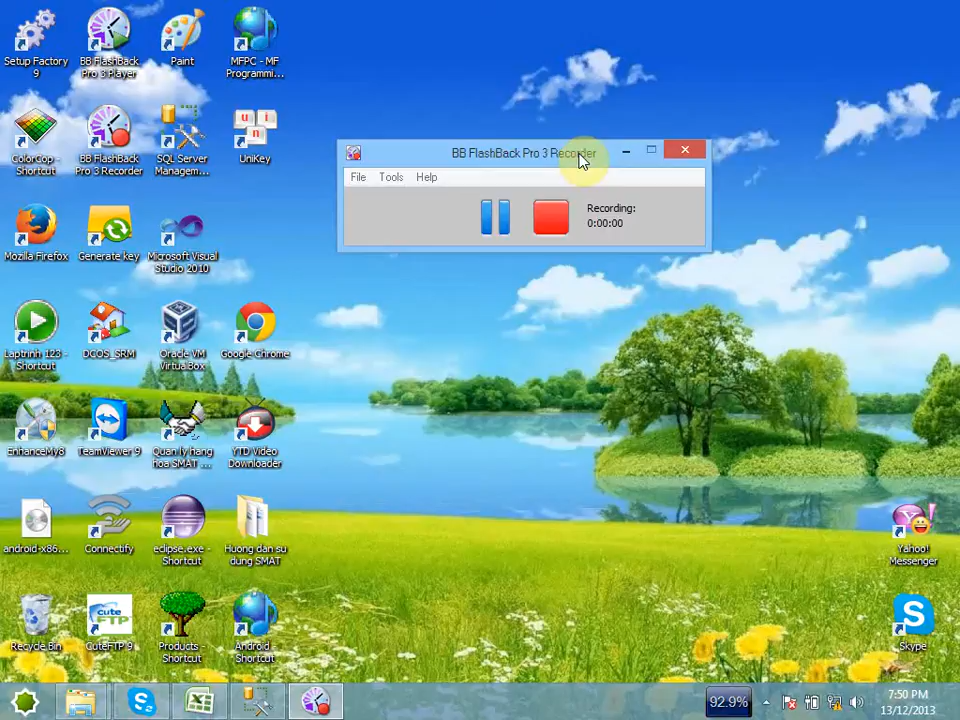 Setup Factory
9
BB FlashBack
Pro 3 Player
Paint
MFPC - MF
Programmi...
ColorCop -
Shortcut
BB FlashBack
Pro 3 Recorder
SQL Server
Managem...
u i
n
UniKey
Mozilla Firefox
Generate key
Microsoft Visual
Studio 2010
Laptrinh 123 -
Shortcut
DCOS_SRM
Oracle VM
VirtualBox
Google Chrome
EnhanceMy8
TeamViewer 9
Quan ly hang
hoa SMAT ...
YTD Video
Downloader
android-x86...
Connectify
eclipse.exe -
Shortcut
Huong dan su
dung SMAT
Recycle Bin
cute
FTP
CuteFTP 9
Products -
Shortcut
Android
Shortcut
BB FlashBack Pro 3 Recorder
File Tools Help
Recording:
0:00:00
Yahoo!
Messenger
Skype
92.9%
7:50 PM
13/12/2013